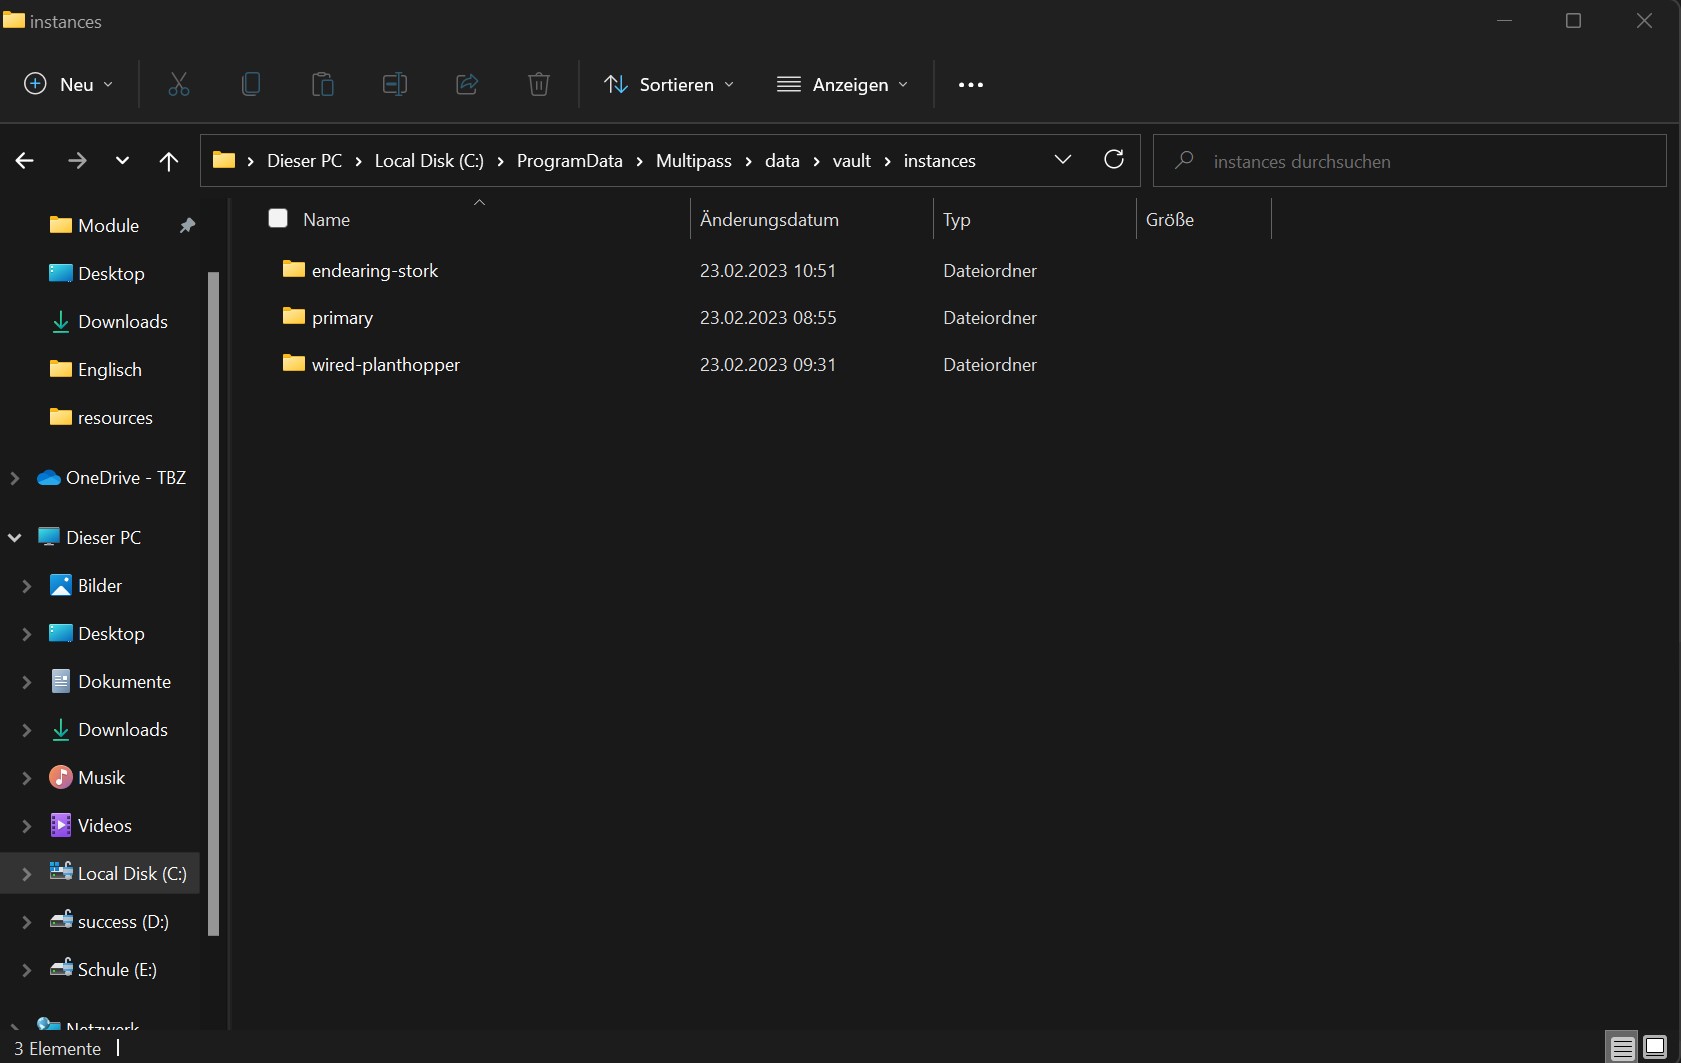 instances
Neu
Sortieren
Anzeigen
Dieser PC
Local Disk (C:)
ProgramData
Multipass
data
vault
instances
instances durchsuchen
Module
Desktop
Downloads
Englisch
resources
OneDrive - TBZ
Dieser PC
Bilder
Desktop
Dokumente
Downloads
Musik
Videos
Local Disk (C:)
success (D:)
Schule (E:)
Netzwerk
Name Änderungsdatum Typ Größe
endearing-stork 23.02.2023 10:51 Dateiordner
primary 23.02.2023 08:55 Dateiordner
wired-planthopper 23.02.2023 09:31 Dateiordner
3 Elemente